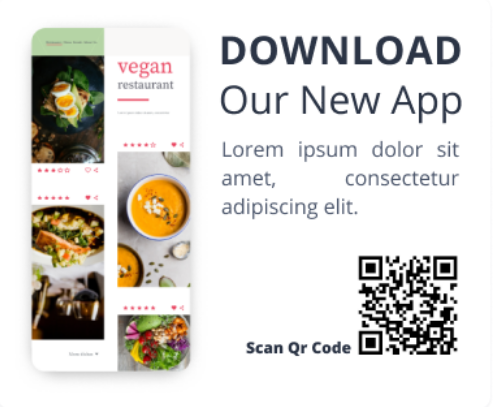 vegan
restaurant
DOWNLOAD
Our New App
Lorem ipsum dolor sit
amet, consectetur
adipiscing elit.
Scan Qr Code